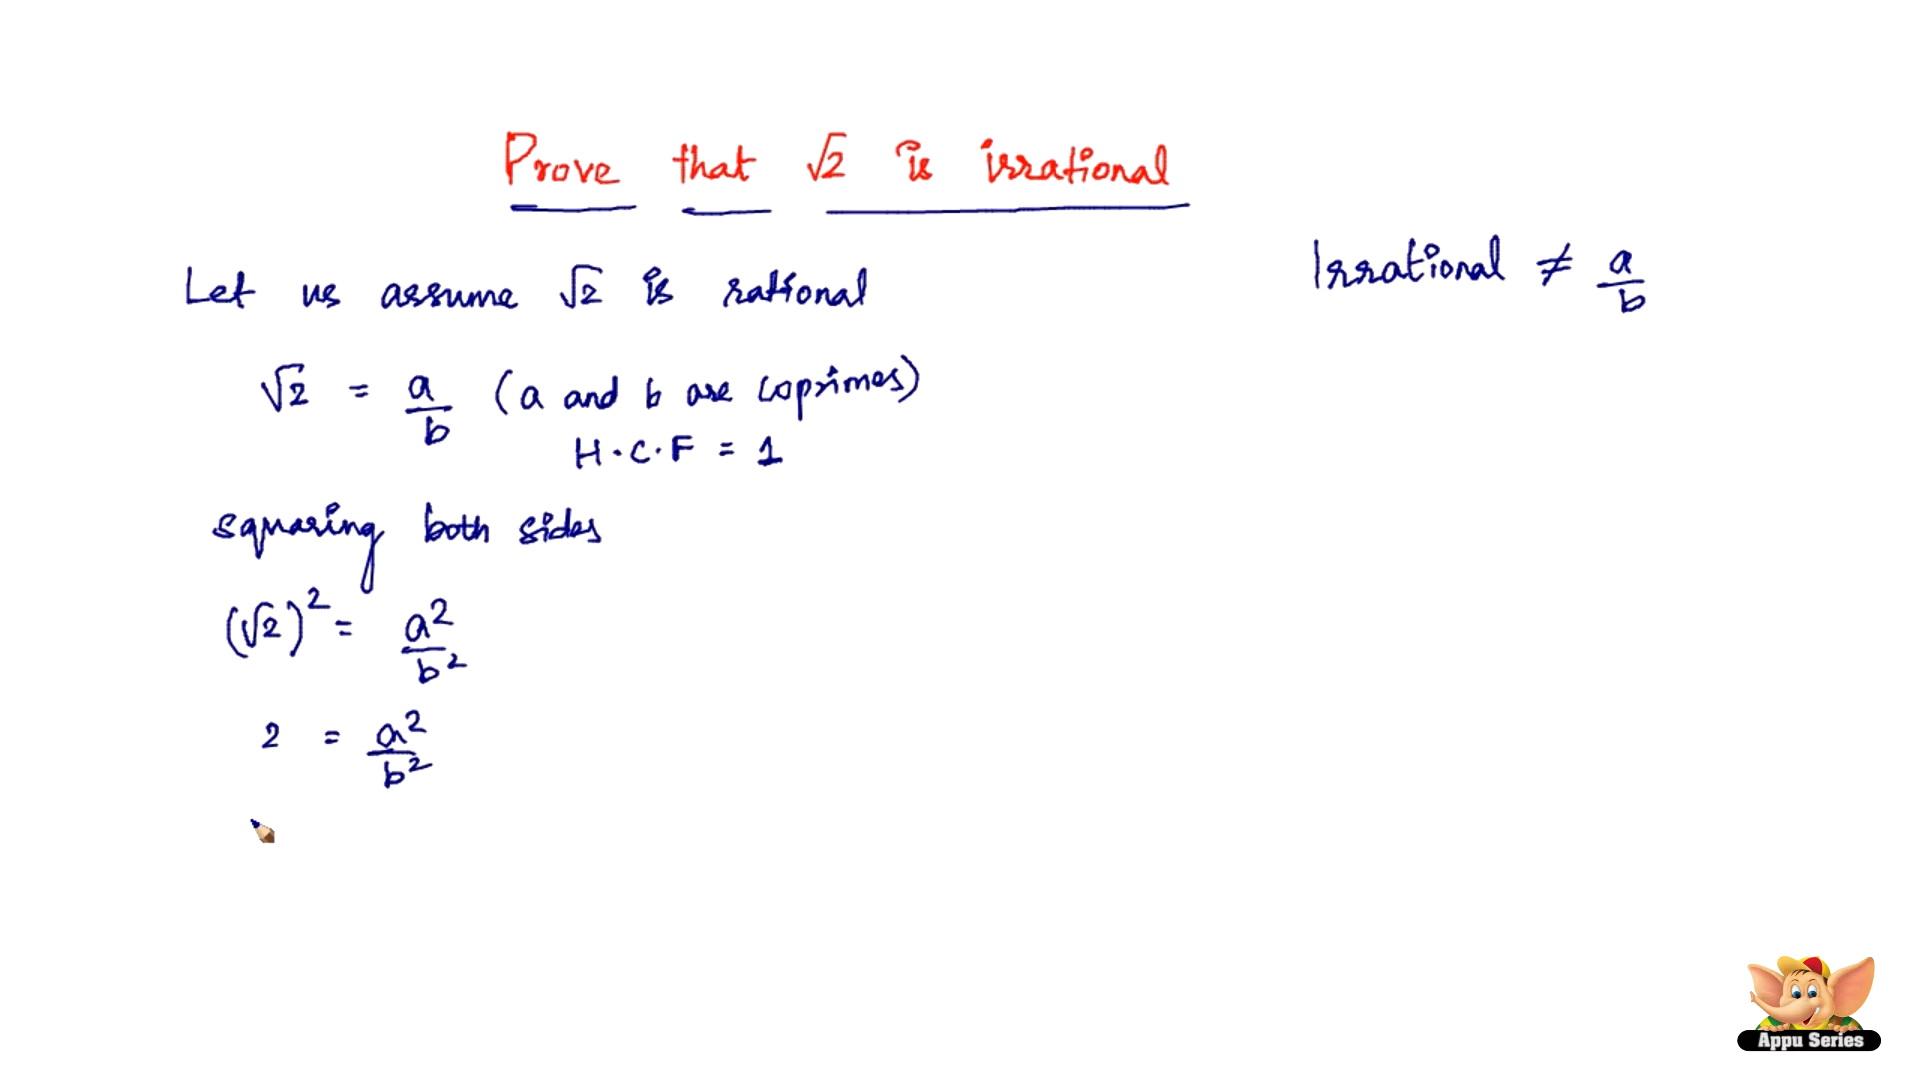 Prove that √2 is irrational
Irrational ≠ a/b
Let us assume √2 is rational
√2 = a/b (a and b are coprimes)
H.C.F = 1
squaring both sides
(√2)² = a²/b²
2 = a²/b²
Appu Series